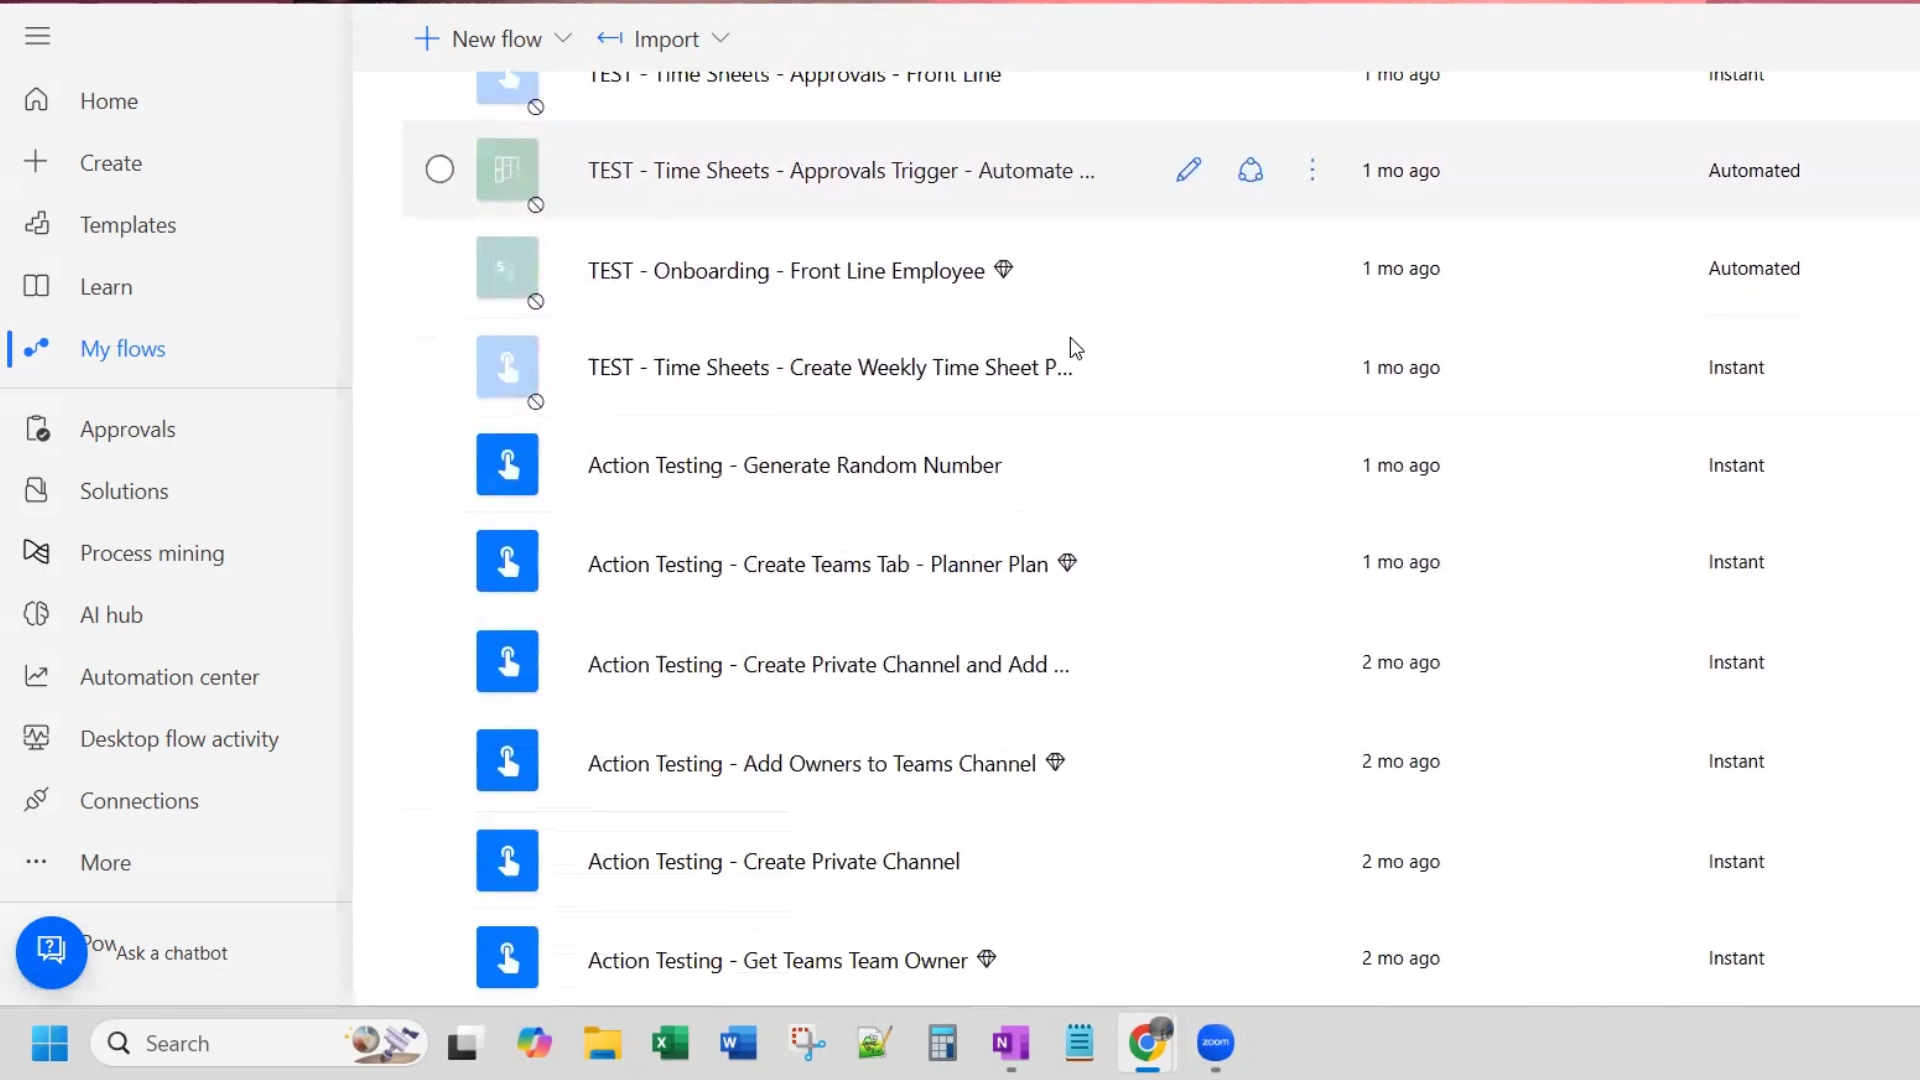 New flow
Import
Home
Create
Templates
Learn
My flows
Approvals
Solutions
Process mining
AI hub
Automation center
Desktop flow activity
Connections
More
Pow
Ask a chatbot
TEST - Time Sheets - Approvals - Front Line 1 mo ago Instant
TEST - Time Sheets - Approvals Trigger - Automate ... 1 mo ago Automated
TEST - Onboarding - Front Line Employee 1 mo ago Automated
TEST - Time Sheets - Create Weekly Time Sheet P... 1 mo ago Instant
Action Testing - Generate Random Number 1 mo ago Instant
Action Testing - Create Teams Tab - Planner Plan 1 mo ago Instant
Action Testing - Create Private Channel and Add ... 2 mo ago Instant
Action Testing - Add Owners to Teams Channel 2 mo ago Instant
Action Testing - Create Private Channel 2 mo ago Instant
Action Testing - Get Teams Team Owner 2 mo ago Instant
Search
zoom